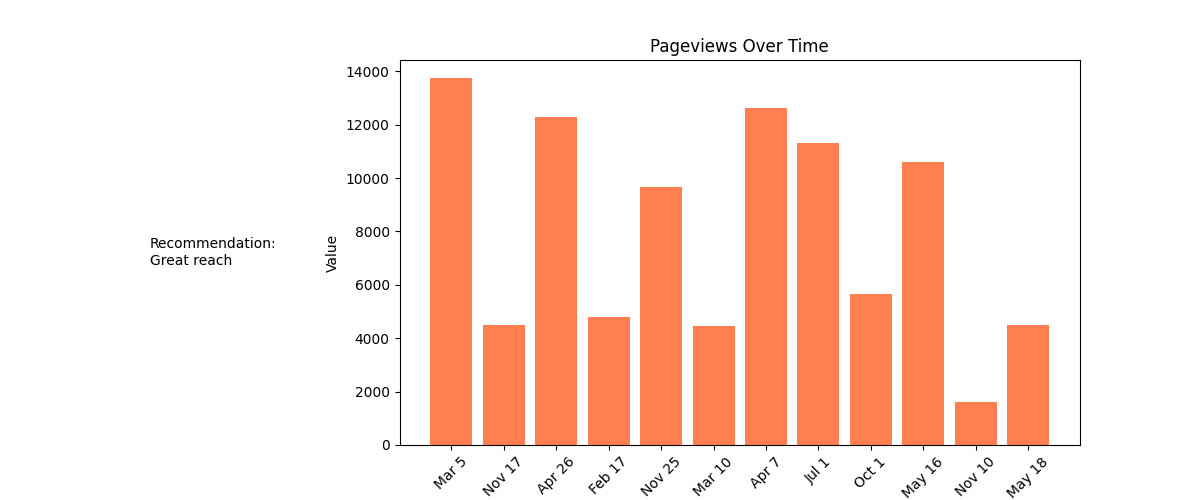 Pageviews Over Time
Recommendation:
Great reach
Value
14000
12000
10000
8000
6000
4000
2000
0
Mar 5
Nov 17
Apr 26
Feb 17
Nov 25
Mar 10
Apr 7
Jul 1
Oct 1
May 16
Nov 10
May 18